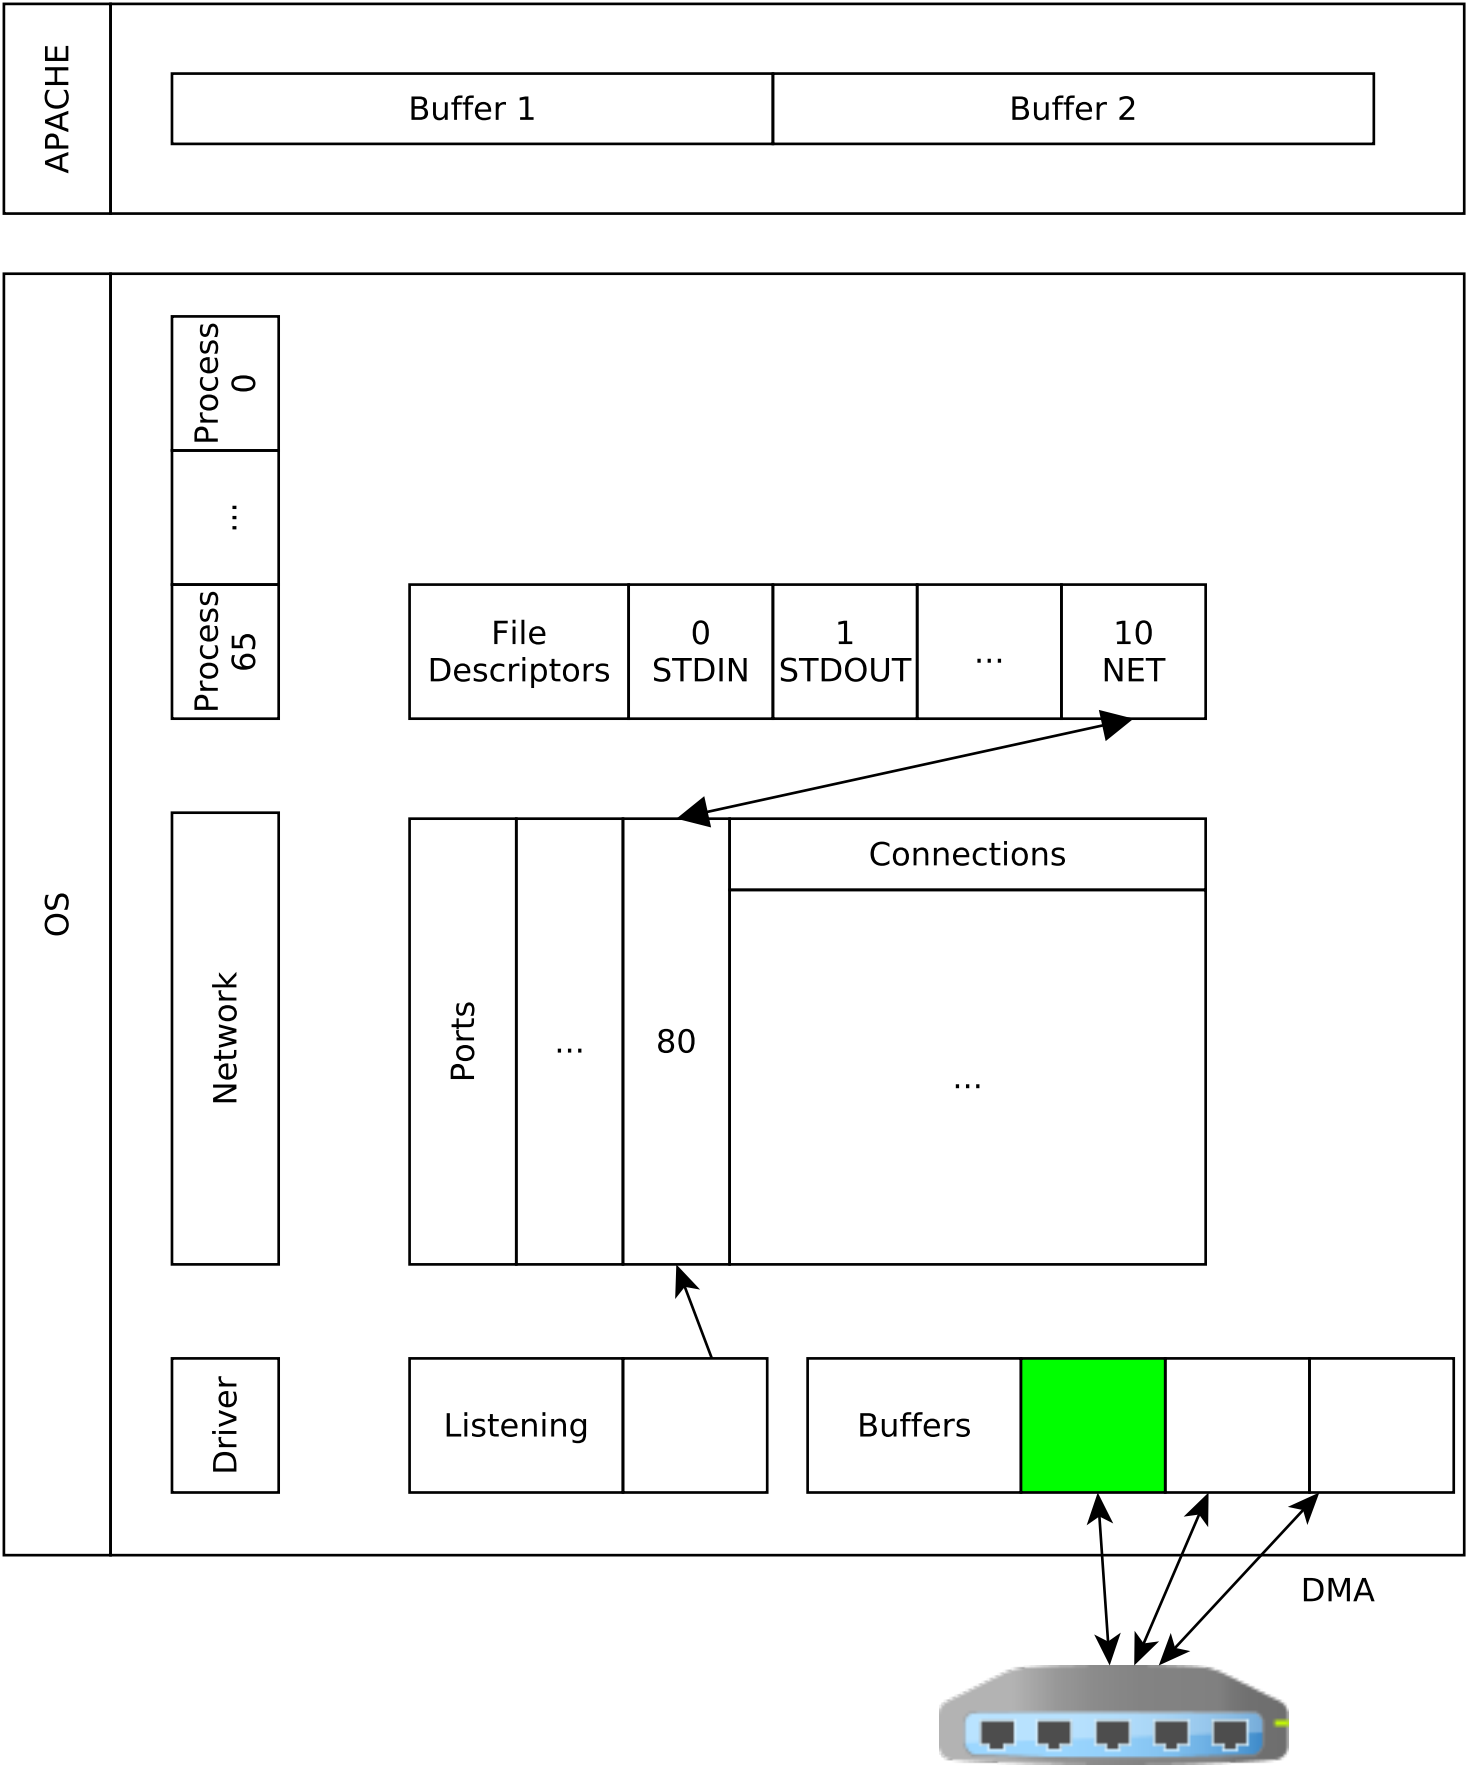 APACHE
Buffer 1
Buffer 2
OS
Process
0
...
Process
65
File
Descriptors
0
STDIN
1
STDOUT
...
10
NET
Network
Ports
...
80
Connections
...
Driver
Listening
Buffers
DMA